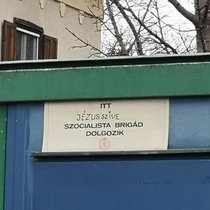 ITT
JÉZUS SZÍVE
SZOCIALISTA BRIGÁD
DOLGOZIK